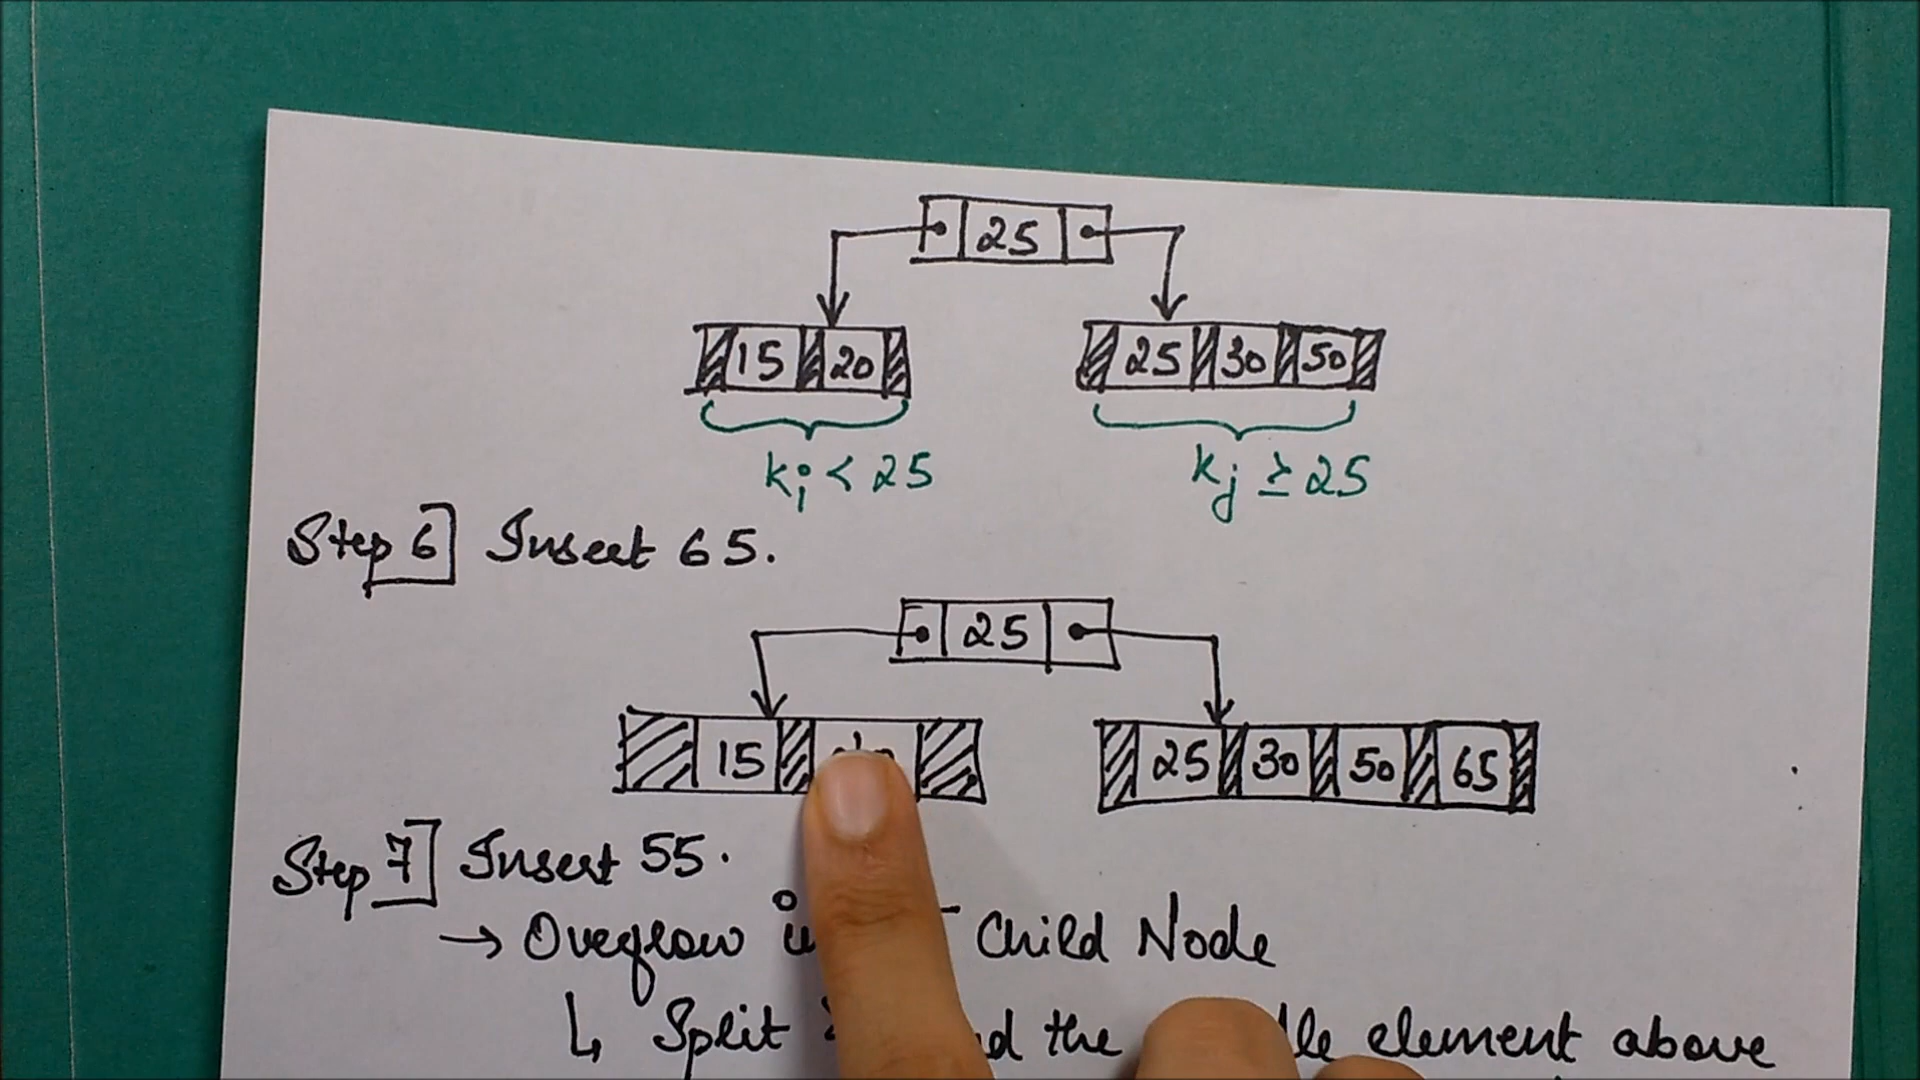 25
15 20 25 30 50
ki < 25 kj ≥ 25
Step 6] Insert 65.
25
15 25 30 50 65
Step 7] Insert 55.
→ Overflow Child Node
↳ Split the element above